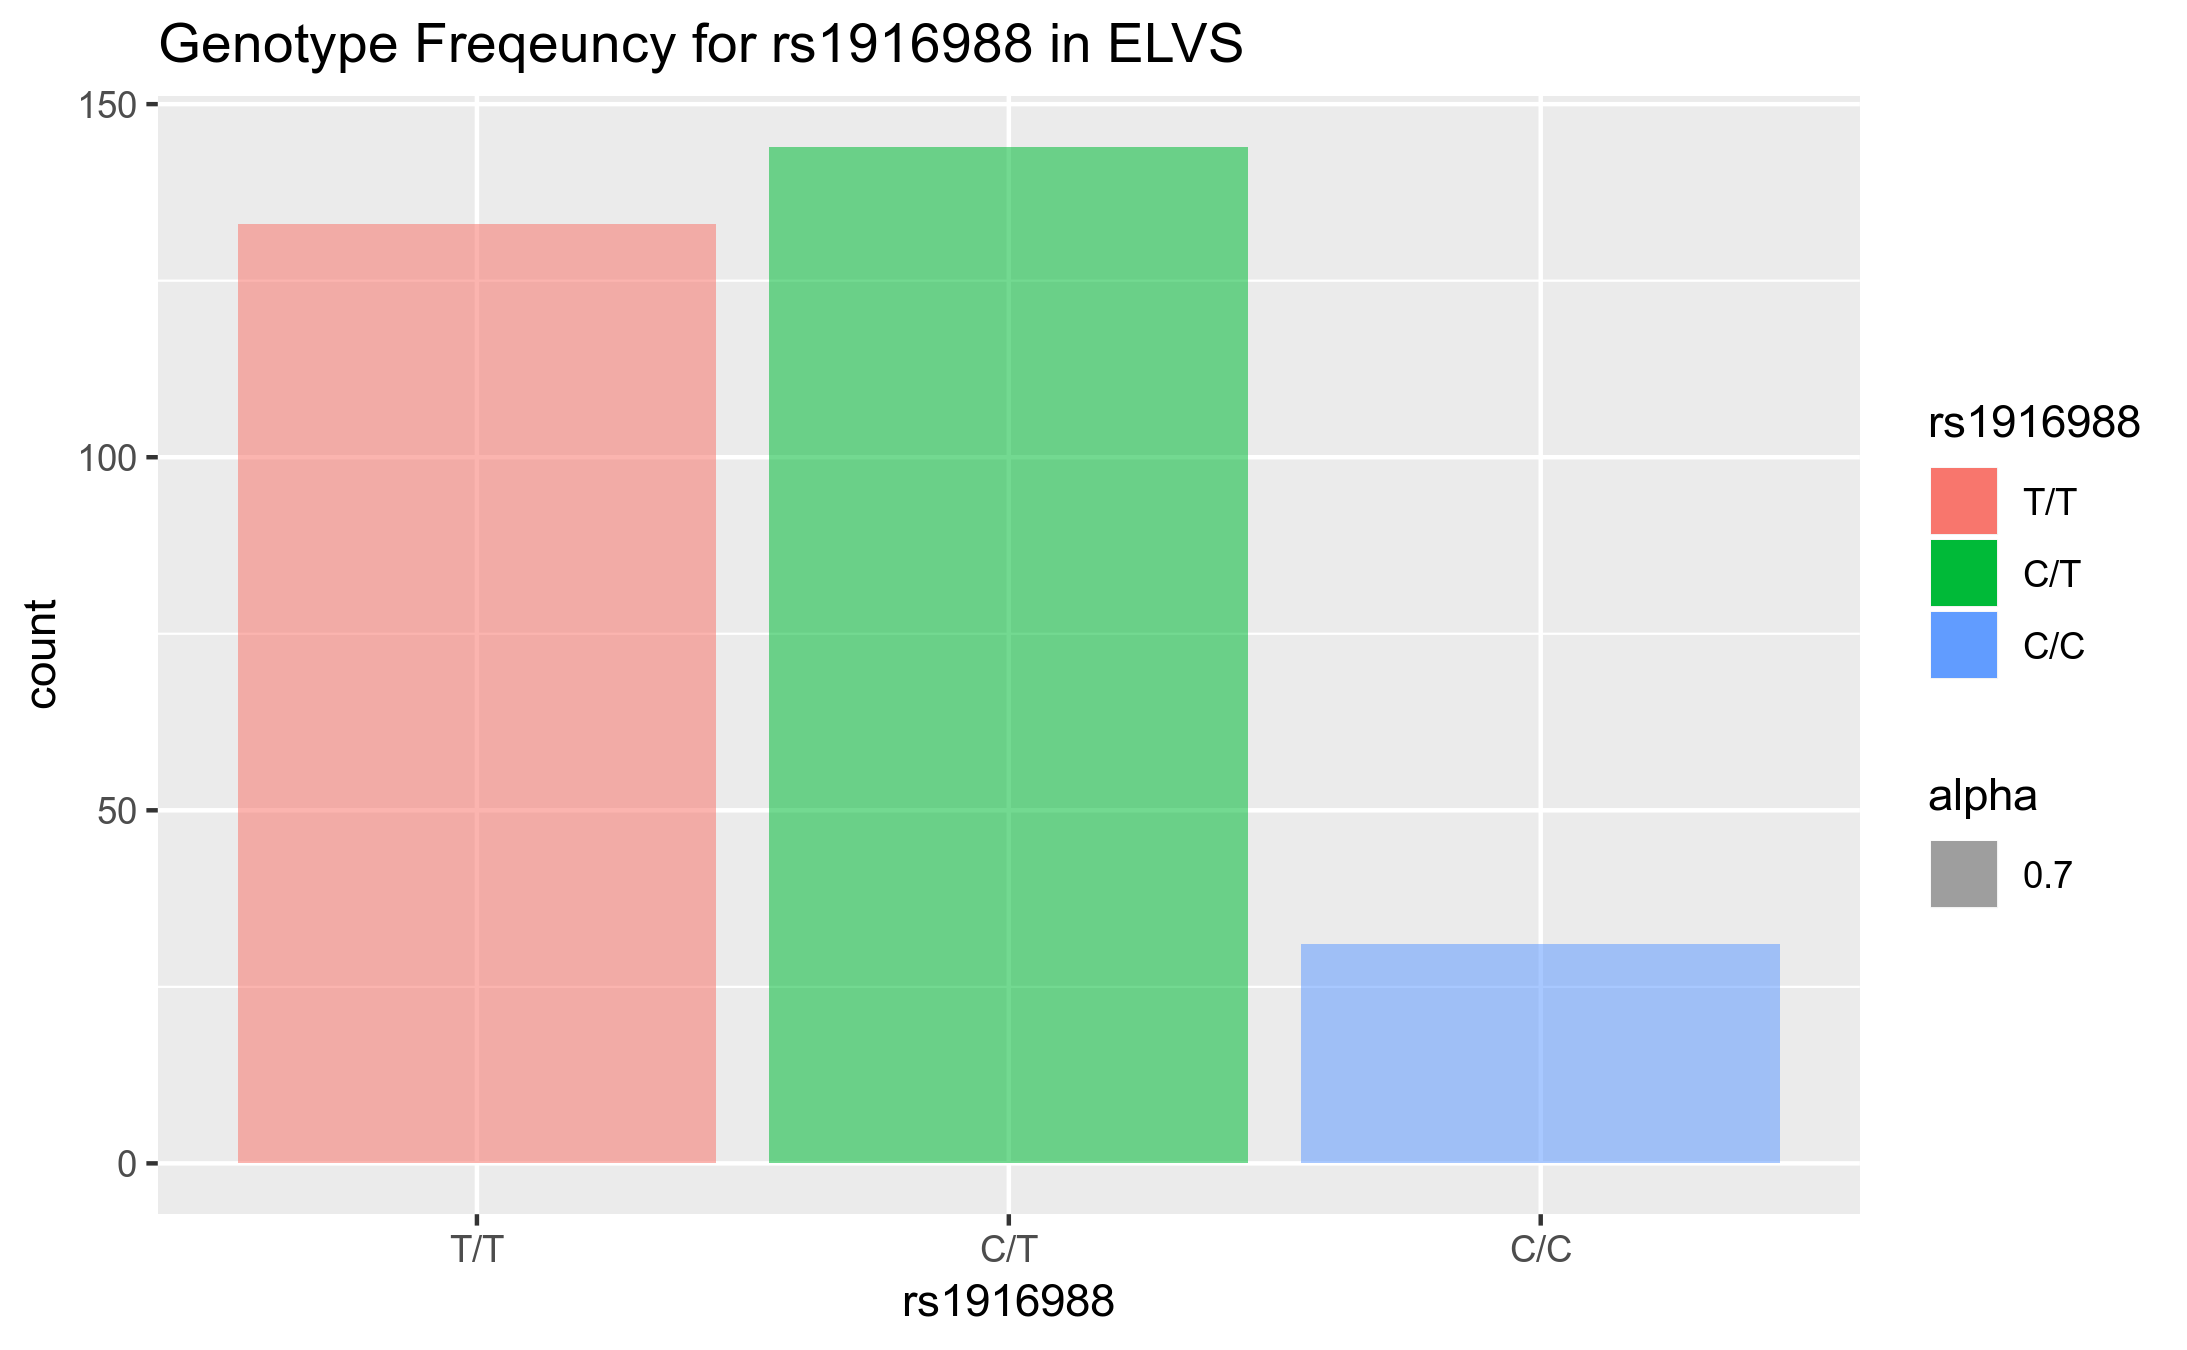 Genotype Freqeuncy for rs1916988 in ELVS
150
100
50
0
count
T/T
C/T
C/C
rs1916988
rs1916988
T/T
C/T
C/C
alpha
0.7